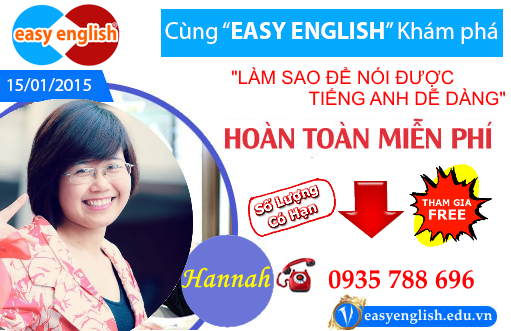 easy english
Cùng “EASY ENGLISH” Khám phá
15/01/2015
"LÀM SAO ĐỂ NÓI ĐƯỢC
TIẾNG ANH DỄ DÀNG"
HOÀN TOÀN MIỄN PHÍ
Số Lượng
Có Hạn
THAM GIA
FREE
Hannah
0935 788 696
easyenglish.edu.vn